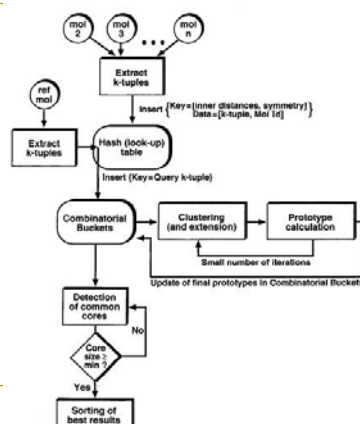 mol 2
mol 3
• • •
mol n
Extract
k-tuples
ref
mol
Insert {Key=[inner distances, symmetry]
Data=[k-tuple, Mol Id]}
Extract
k-tuples
Hash (look-up)
table
Insert {Key=Query k-tuple}
Combinatorial
Buckets
Clustering
(and extension)
Prototype
calculation
Small number of iterations
Update of final prototypes in Combinatorial Buckets
Detection
of common
cores
No
Core
size ≥
min ?
Yes
Sorting of
best results